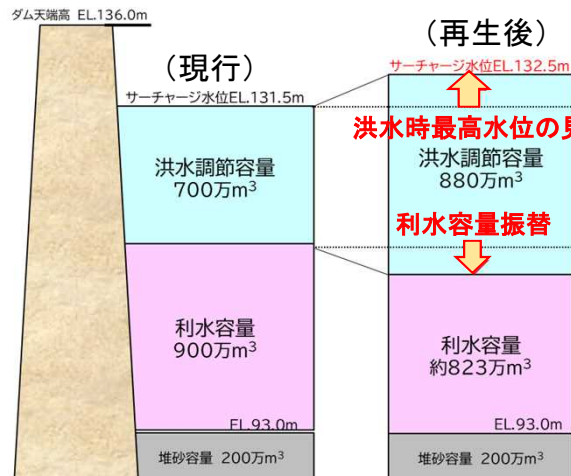 ダム天端高 EL.136.0m
（現行）
サーチャージ水位EL.131.5m
洪水調節容量
700万m³
利水容量
900万m³
EL.93.0m
堆砂容量 200万m³
（再生後）
サーチャージ水位EL.132.5m
洪水時最高水位の
洪水調節容量
880万m³
利水容量振替
利水容量
約823万m³
EL.93.0m
堆砂容量 200万m³